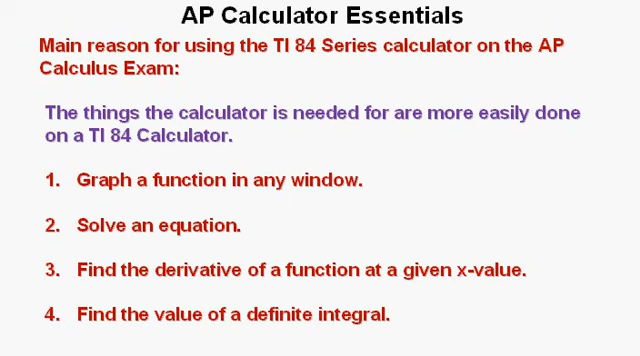 AP Calculator Essentials
Main reason for using the TI 84 Series calculator on the AP
Calculus Exam:
The things the calculator is needed for are more easily done
on a TI 84 Calculator.
1. Graph a function in any window.
2. Solve an equation.
3. Find the derivative of a function at a given x-value.
4. Find the value of a definite integral.